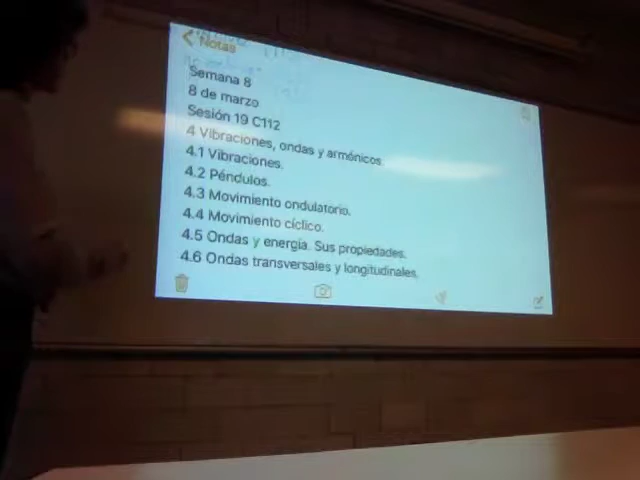 Notas
Semana 8
8 de marzo
Sesión 19 C112
4 Vibraciones, ondas y armónicos
4.1 Vibraciones.
4.2 Péndulos.
4.3 Movimiento ondulatorio.
4.4 Movimiento cíclico.
4.5 Ondas y energía. Sus propiedades.
4.6 Ondas transversales y longitudinales.